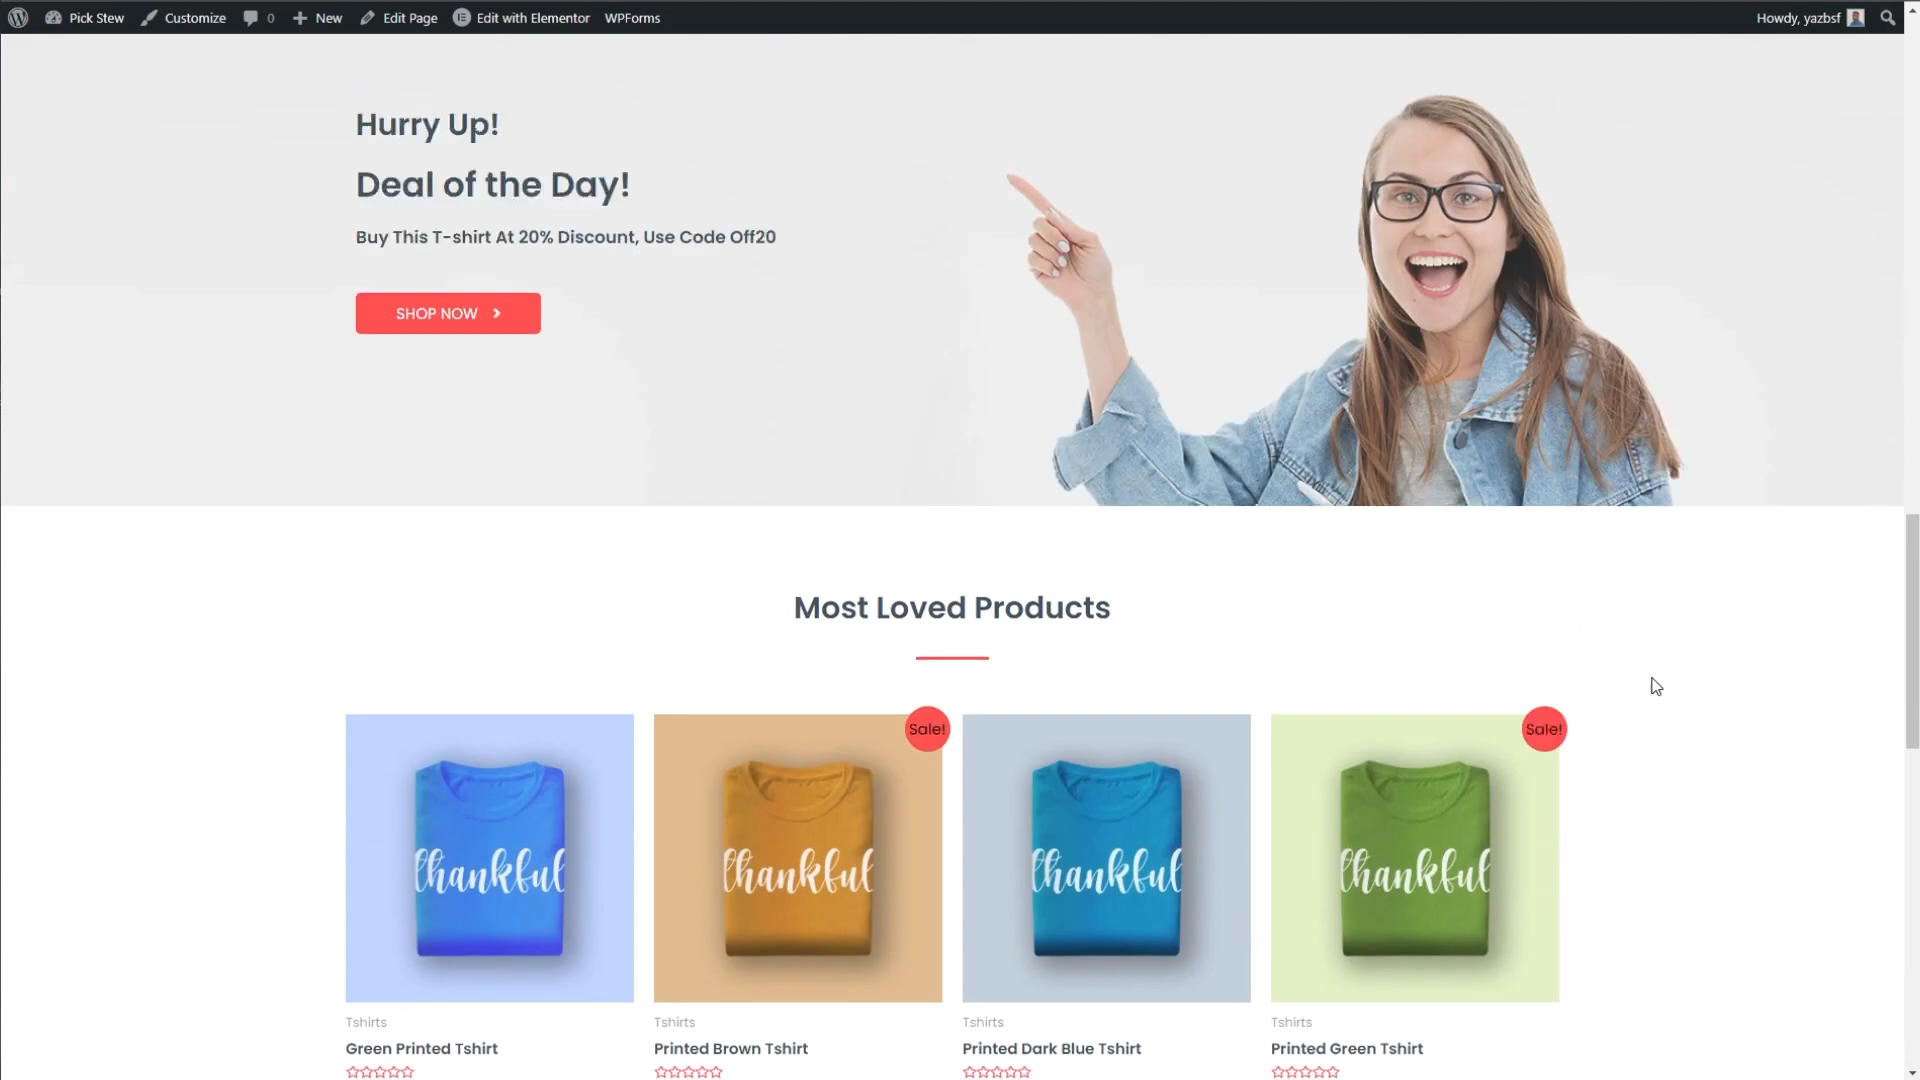 Pick Stew Customize 0 New Edit Page Edit with Elementor WPForms Howdy, yazbsf
Hurry Up!
Deal of the Day!
Buy This T-shirt At 20% Discount, Use Code Off20
SHOP NOW
Most Loved Products
Sale! Sale!
thankful thankful thankful thankful
Tshirts Tshirts Tshirts Tshirts
Green Printed Tshirt Printed Brown Tshirt Printed Dark Blue Tshirt Printed Green Tshirt